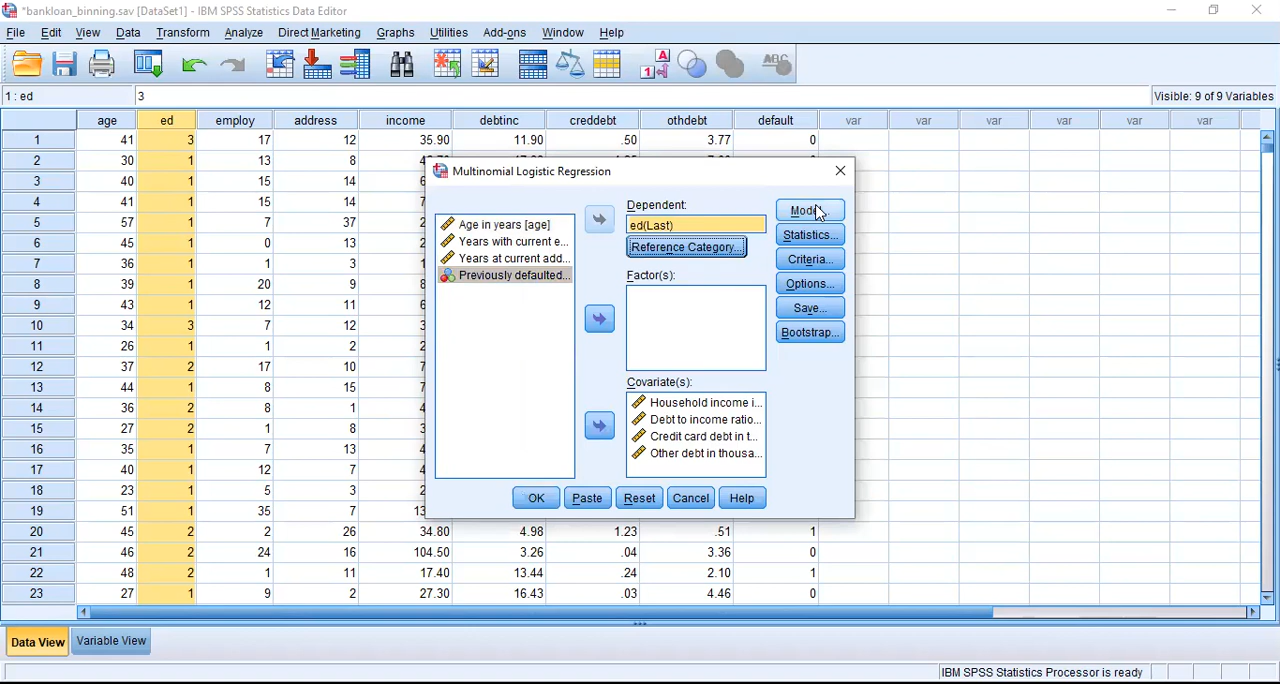 *bankloan_binning.sav [DataSet1] - IBM SPSS Statistics Data Editor
File Edit View Data Transform Analyze Direct Marketing Graphs Utilities Add-ons Window Help
1 : ed 3 Visible: 9 of 9 Variables
age ed employ address income debtinc creddebt othdebt default var var var var var var
1 41 3 17 12 35.90 11.90 .50 3.77 0
2 30 1 13 8
3 40 1 15 14
4 41 1 15 14
5 57 1 7 37
6 45 1 0 13
7 36 1 1 3
8 39 1 20 9
9 43 1 12 11
10 34 3 7 12
11 26 1 1 2
12 37 2 17 10
13 44 1 8 15
14 36 2 8 1
15 27 2 1 8
16 35 1 7 13
17 40 1 12 7
18 23 1 5 3
19 51 1 35 7
20 45 2 2 26 34.80 4.98 1.23 .51 1
21 46 2 24 16 104.50 3.26 .04 3.36 0
22 48 2 1 11 17.40 13.44 .24 2.10 1
23 27 1 9 2 27.30 16.43 .03 4.46 0
Multinomial Logistic Regression
Age in years [age]
Years with current e...
Years at current add...
Previously defaulted...
Dependent:
ed(Last)
Reference Category...
Factor(s):
Covariate(s):
Household income i...
Debt to income ratio...
Credit card debt in t...
Other debt in thousa...
Statistics...
Criteria...
Options...
Save...
Bootstrap...
OK Paste Reset Cancel Help
Data View Variable View
IBM SPSS Statistics Processor is ready